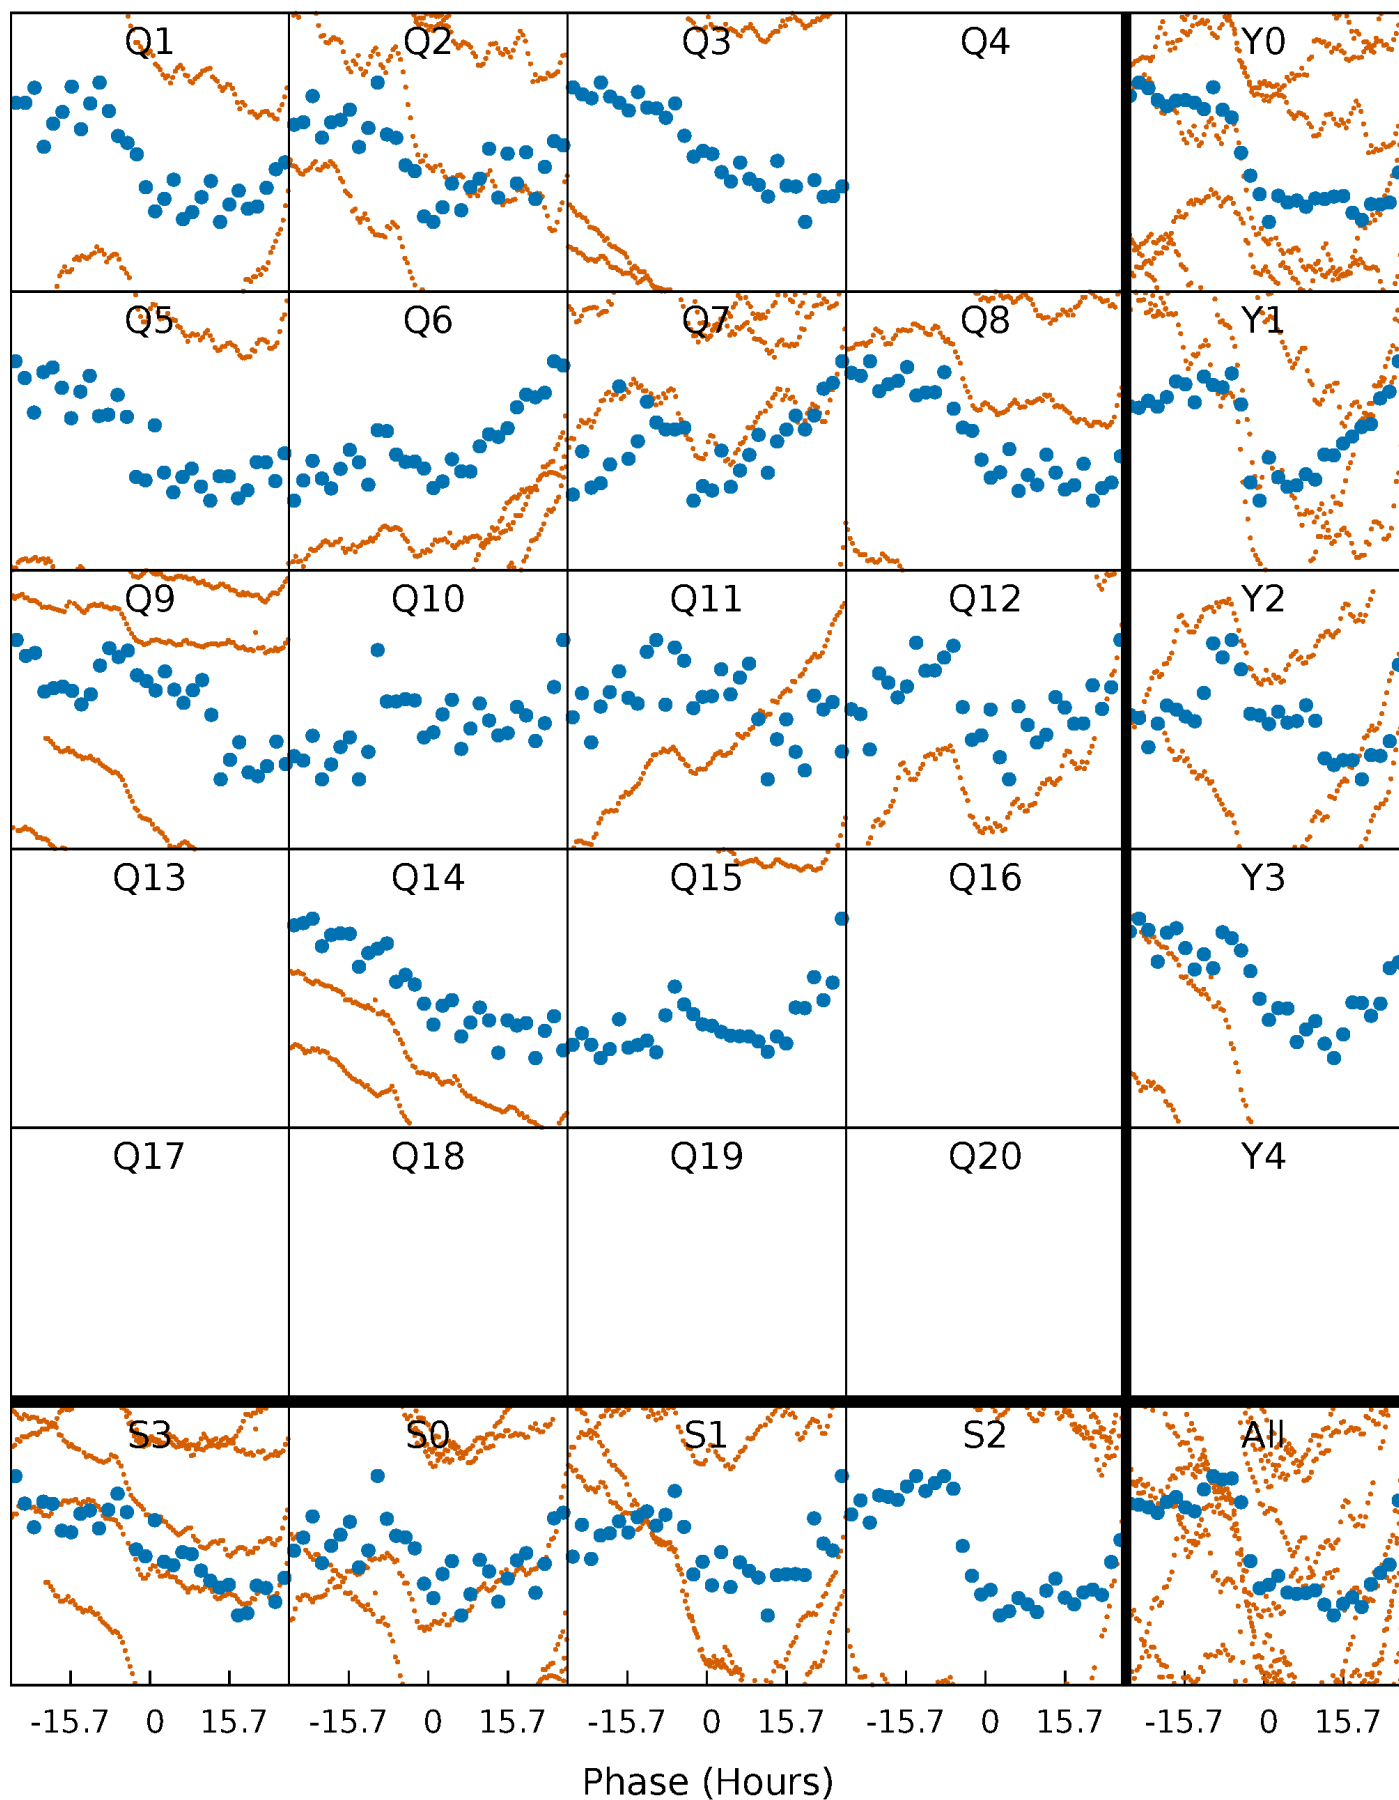 Q1 Q2 Q3 Q4 Y0
Q5 Q6 Q7 Q8 Y1
Q9 Q10 Q11 Q12 Y2
Q13 Q14 Q15 Q16 Y3
Q17 Q18 Q19 Q20 Y4
S3 S0 S1 S2 All
-15.7 0 15.7 -15.7 0 15.7 -15.7 0 15.7 -15.7 0 15.7 -15.7 0 15.7
Phase (Hours)